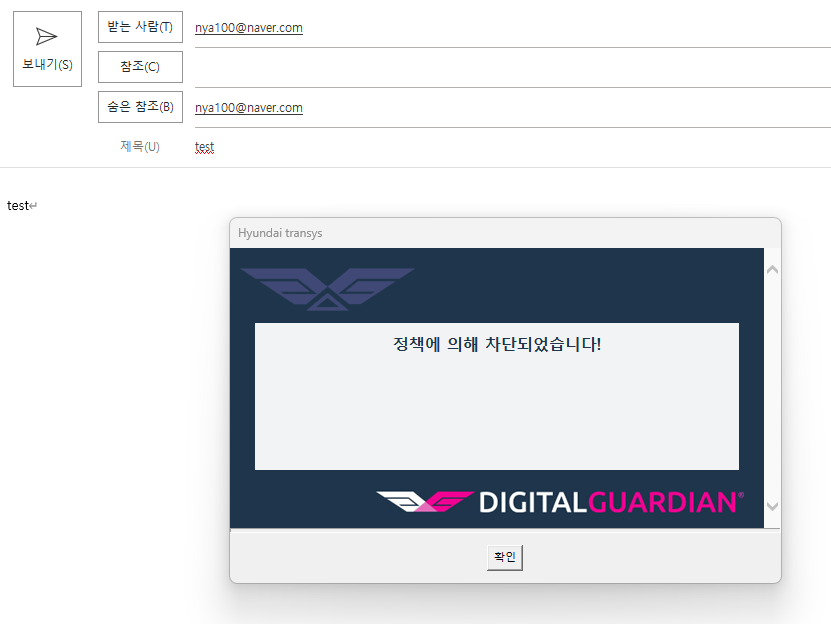 보내기(S)
받는 사람(T)
nya100@naver.com
참조(C)
숨은 참조(B)
nya100@naver.com
제목(U)
test
test↵
Hyundai transys
정책에 의해 차단되었습니다!
DIGITALGUARDIAN®
확인